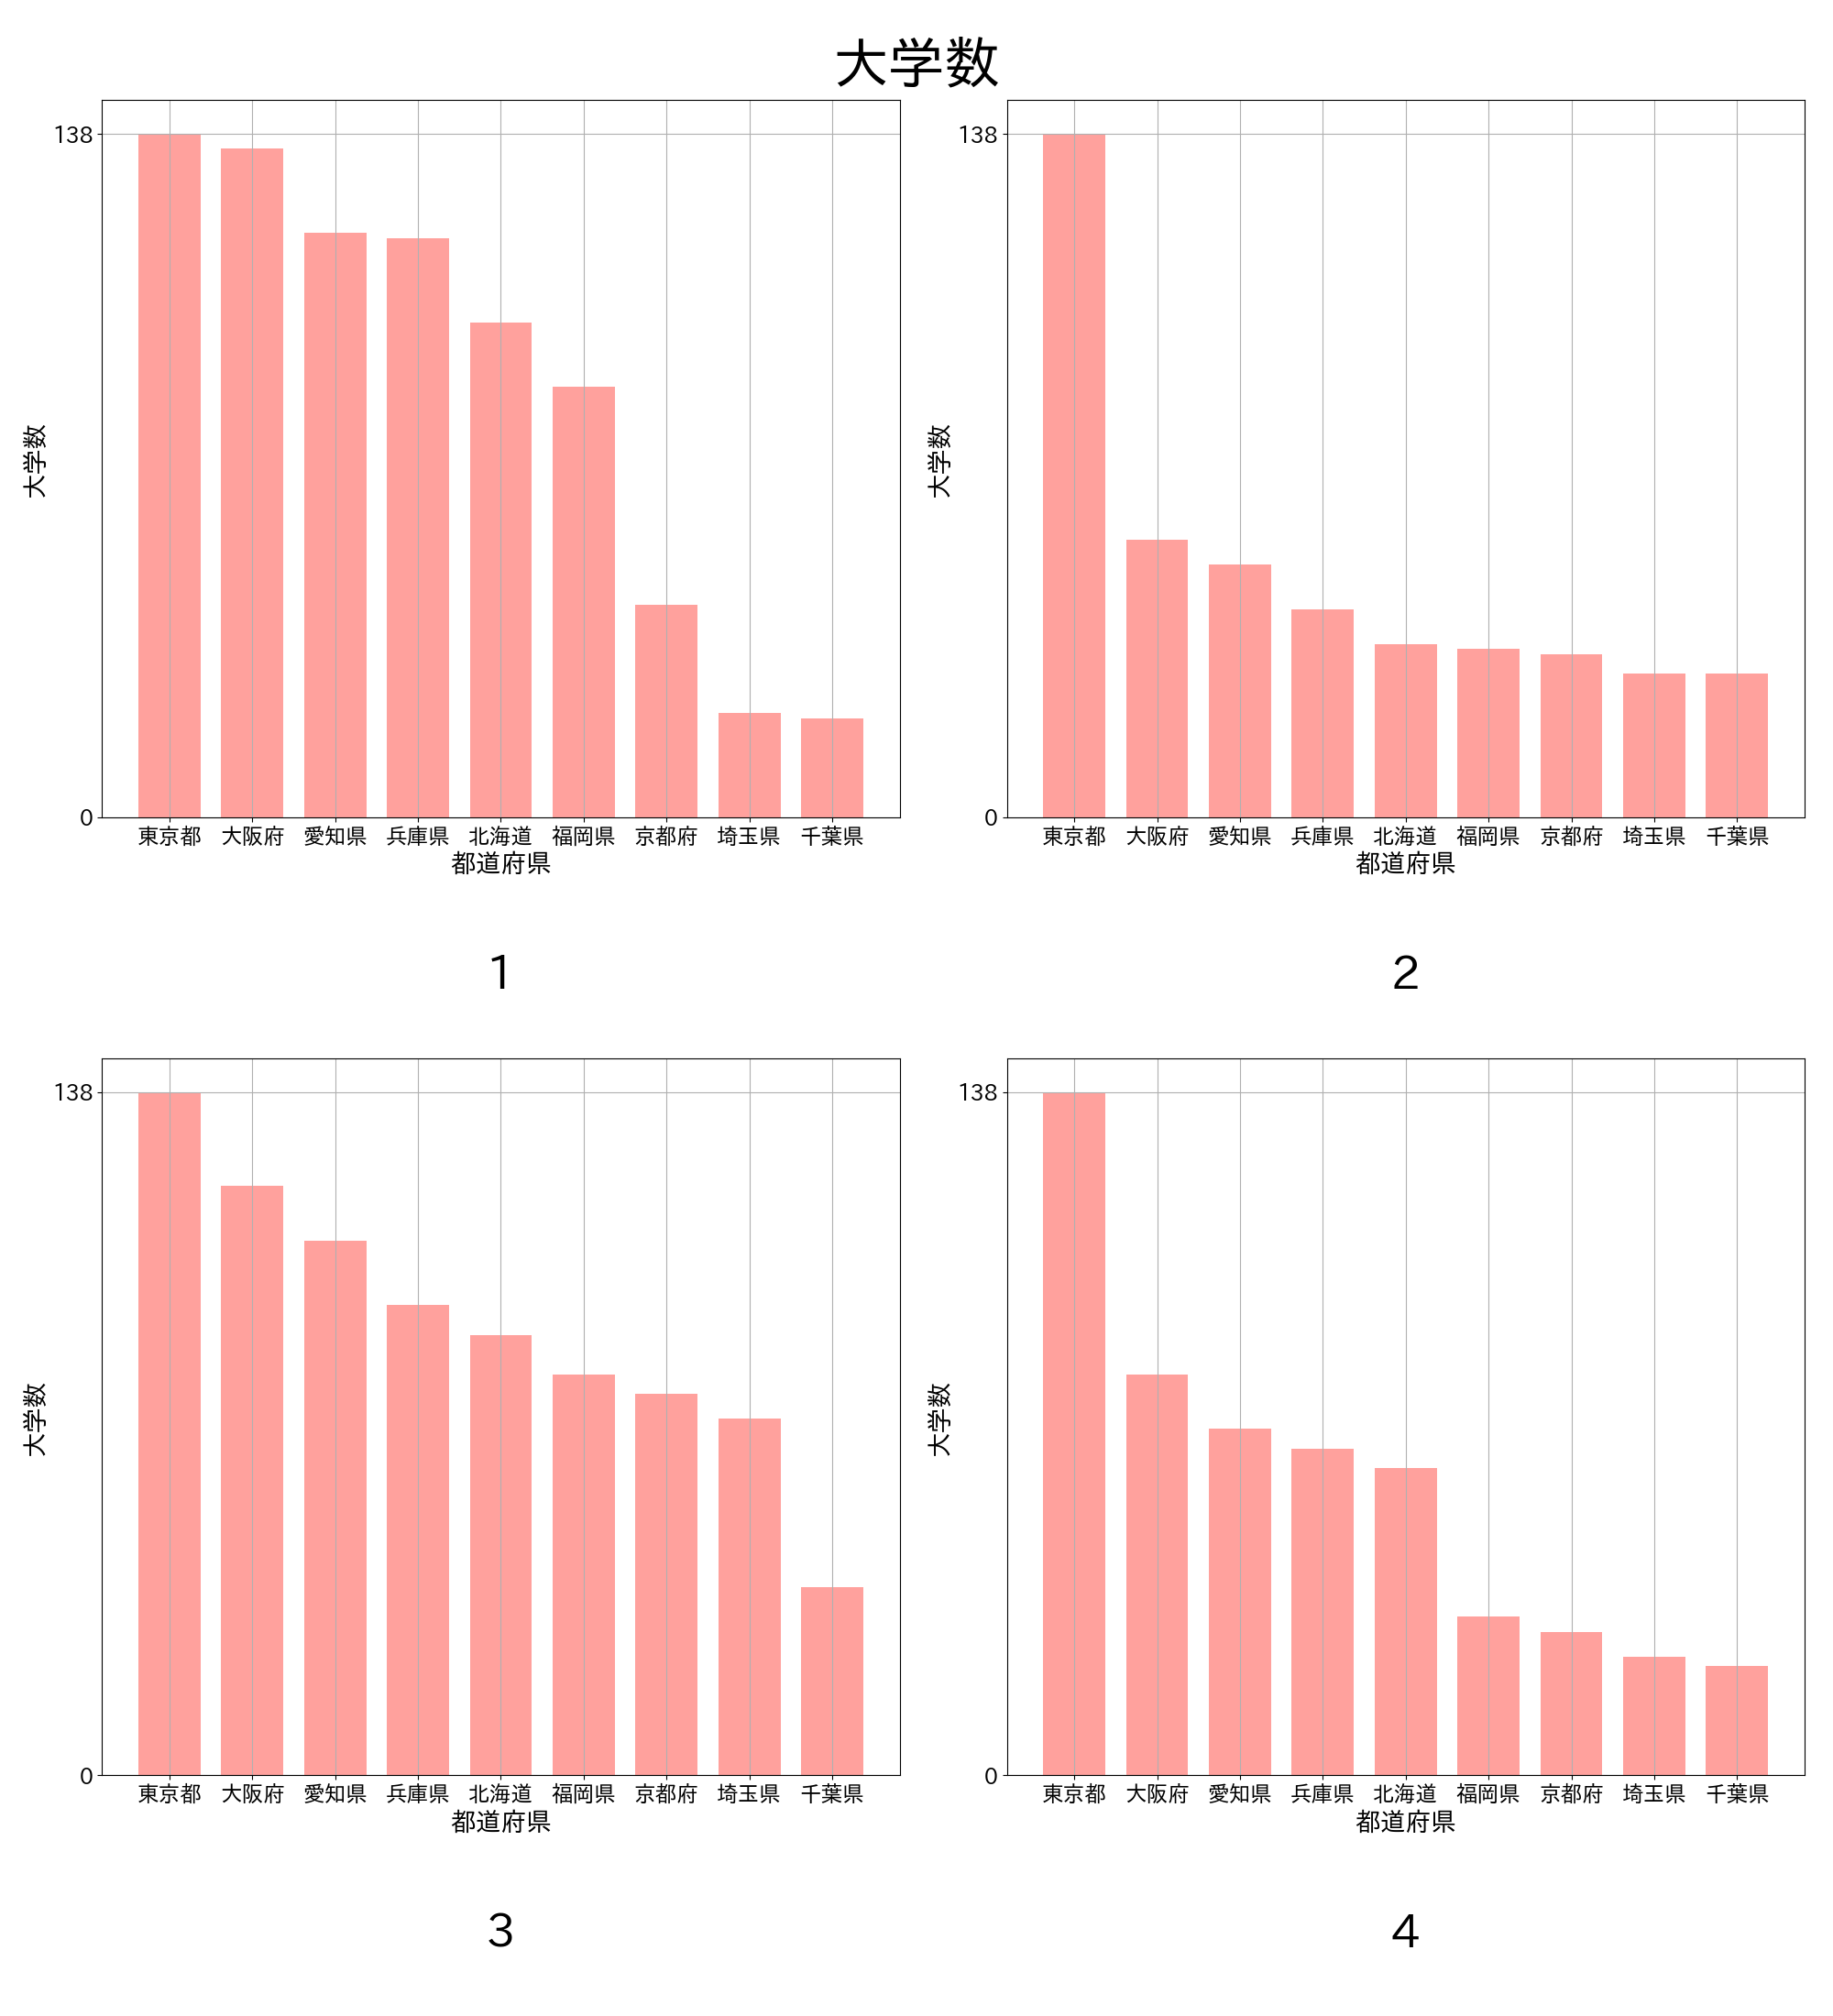 大学数
138
0
大学数
東京都 大阪府 愛知県 兵庫県 北海道 福岡県 京都府 埼玉県 千葉県
都道府県
1
138
0
大学数
東京都 大阪府 愛知県 兵庫県 北海道 福岡県 京都府 埼玉県 千葉県
都道府県
2
138
0
大学数
東京都 大阪府 愛知県 兵庫県 北海道 福岡県 京都府 埼玉県 千葉県
都道府県
3
138
0
大学数
東京都 大阪府 愛知県 兵庫県 北海道 福岡県 京都府 埼玉県 千葉県
都道府県
4